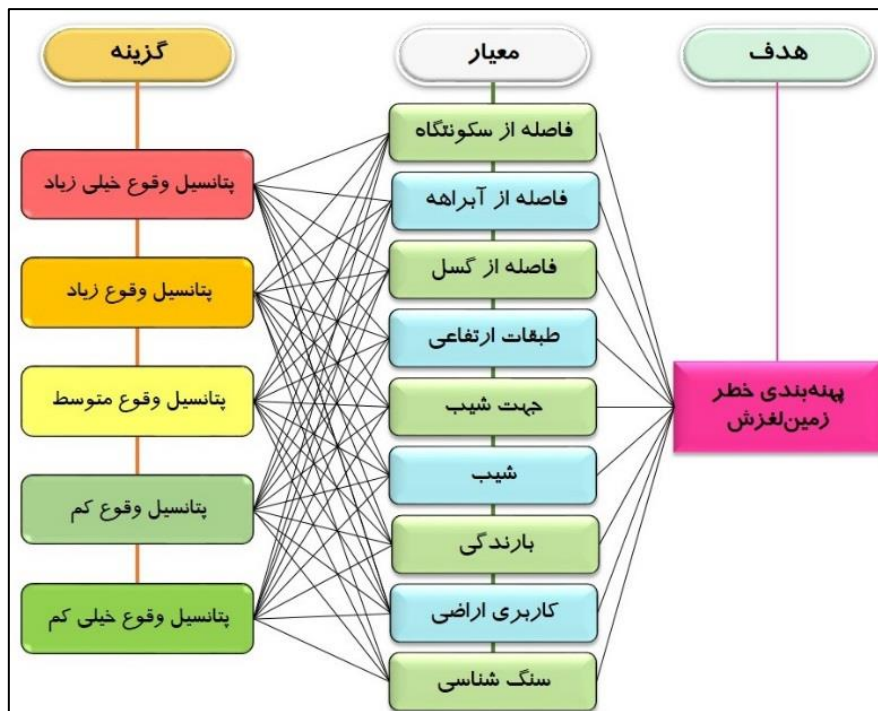 هدف
معیار
گزینه
پهنه‌بندی خطر
زمین‌لغزش
فاصله از سکونتگاه
فاصله از آبراهه
فاصله از گسل
طبقات ارتفاعی
جهت شیب
شیب
بارندگی
کاربری اراضی
سنگ شناسی
پتانسیل وقوع خیلی زیاد
پتانسیل وقوع زیاد
پتانسیل وقوع متوسط
پتانسیل وقوع کم
پتانسیل وقوع خیلی کم